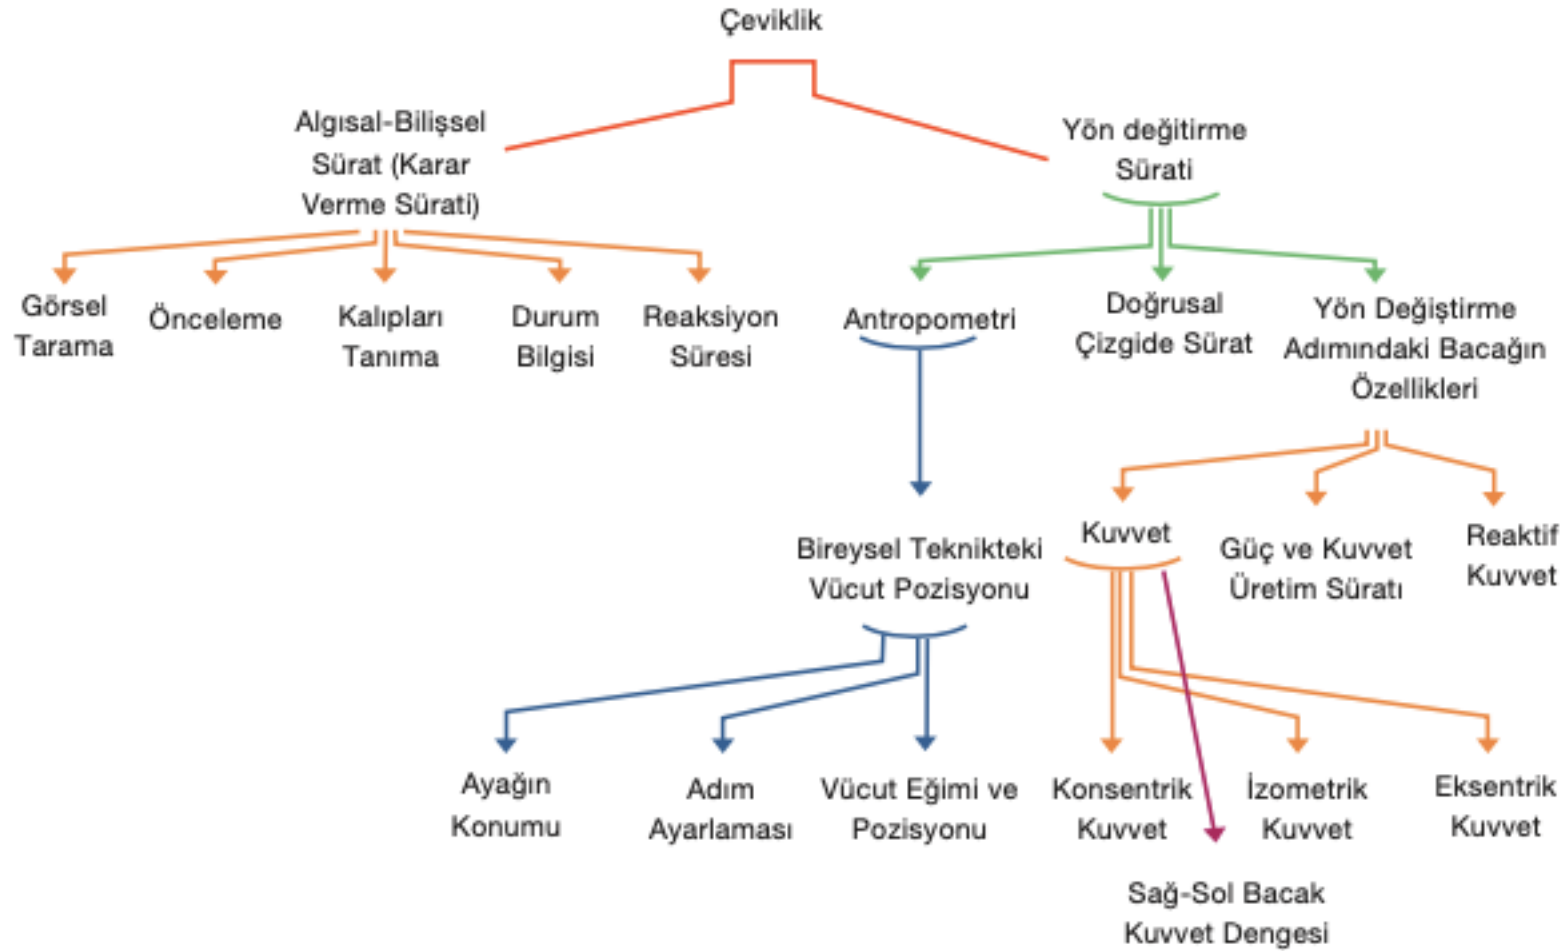 Çeviklik
Algısal-Bilişsel
Sürat (Karar
Verme Sürati)
Yön değitirme
Sürati
Görsel
Tarama
Önceleme
Kalıpları
Tanıma
Durum
Bilgisi
Reaksiyon
Süresi
Antropometri
Doğrusal
Çizgide Sürat
Yön Değiştirme
Adımındaki Bacağın
Özellikleri
Bireysel Teknikteki
Vücut Pozisyonu
Kuvvet
Güç ve Kuvvet
Üretim Süratı
Reaktif
Kuvvet
Ayağın
Konumu
Adım
Ayarlaması
Vücut Eğimi ve
Pozisyonu
Konsentrik
Kuvvet
İzometrik
Kuvvet
Eksentrik
Kuvvet
Sağ-Sol Bacak
Kuvvet Dengesi